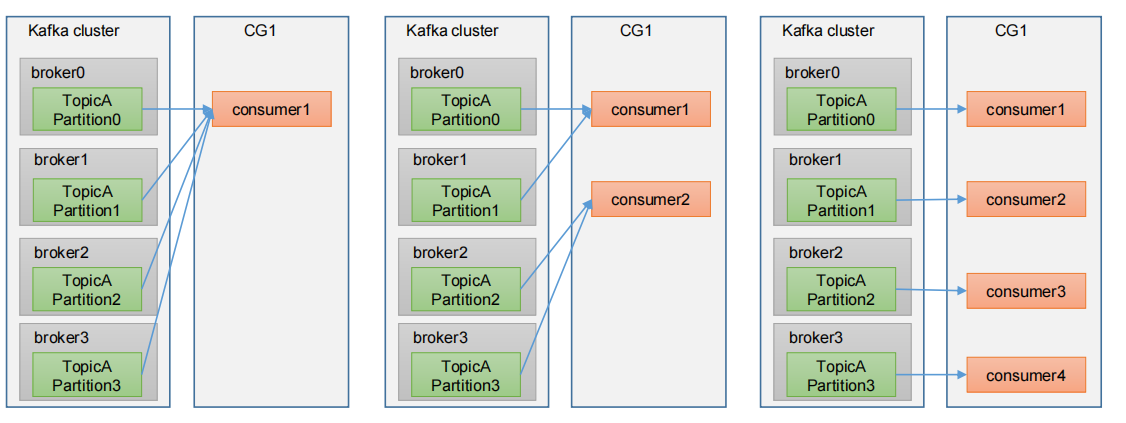 Kafka cluster
CG1
broker0
TopicA
Partition0
consumer1
broker1
TopicA
Partition1
broker2
TopicA
Partition2
broker3
TopicA
Partition3
Kafka cluster
CG1
broker0
TopicA
Partition0
consumer1
broker1
TopicA
Partition1
consumer2
broker2
TopicA
Partition2
broker3
TopicA
Partition3
Kafka cluster
CG1
broker0
TopicA
Partition0
consumer1
broker1
TopicA
Partition1
consumer2
broker2
TopicA
Partition2
consumer3
broker3
TopicA
Partition3
consumer4